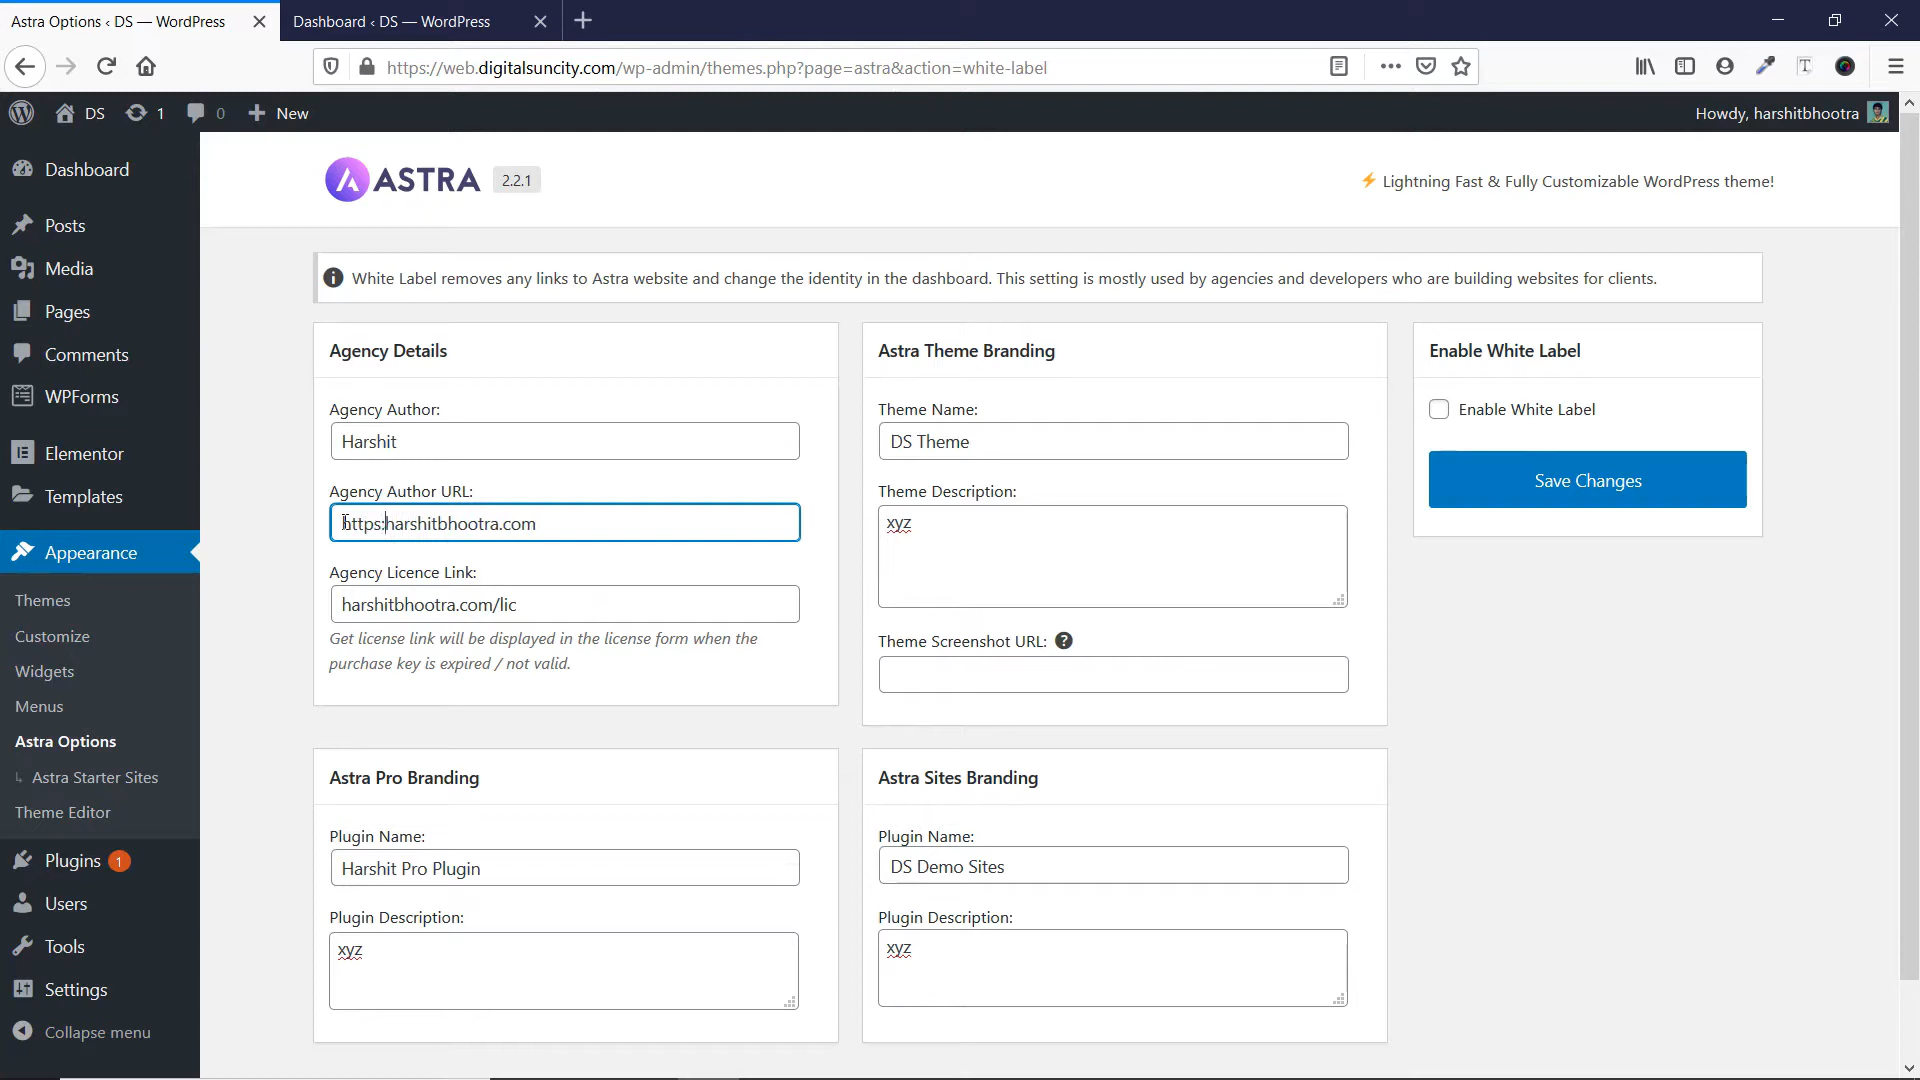 Astra Options ‹ DS — WordPress
Dashboard ‹ DS — WordPress
https://web.digitalsuncity.com/wp-admin/themes.php?page=astra&action=white-label
DS
1
0
New
Howdy, harshitbhootra
Dashboard
Posts
Media
Pages
Comments
WPForms
Elementor
Templates
Appearance
Themes
Customize
Widgets
Menus
Astra Options
Astra Starter Sites
Theme Editor
Plugins 1
Users
Tools
Settings
Collapse menu
ASTRA 2.2.1
Lightning Fast & Fully Customizable WordPress theme!
White Label removes any links to Astra website and change the identity in the dashboard. This setting is mostly used by agencies and developers who are building websites for clients.
Agency Details
Agency Author:
Harshit
Agency Author URL:
https:harshitbhootra.com
Agency Licence Link:
harshitbhootra.com/lic
Get license link will be displayed in the license form when the
purchase key is expired / not valid.
Astra Theme Branding
Theme Name:
DS Theme
Theme Description:
xyz
Theme Screenshot URL: ?
Enable White Label
Enable White Label
Save Changes
Astra Pro Branding
Plugin Name:
Harshit Pro Plugin
Plugin Description:
xyz
Astra Sites Branding
Plugin Name:
DS Demo Sites
Plugin Description:
xyz